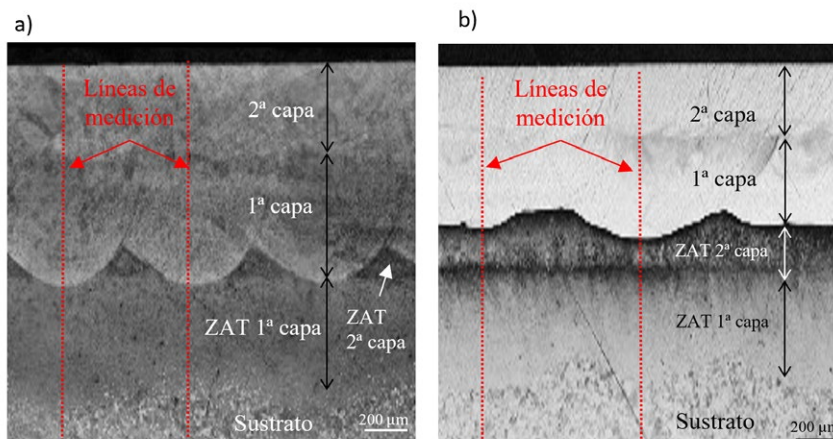 a)
Líneas de
medición
2ª capa
1ª capa
ZAT 1ª capa
ZAT
2ª capa
Sustrato
200 µm
b)
Líneas de
medición
2ª capa
1ª capa
ZAT 2ª capa
ZAT 1ª capa
Sustrato
200 µm